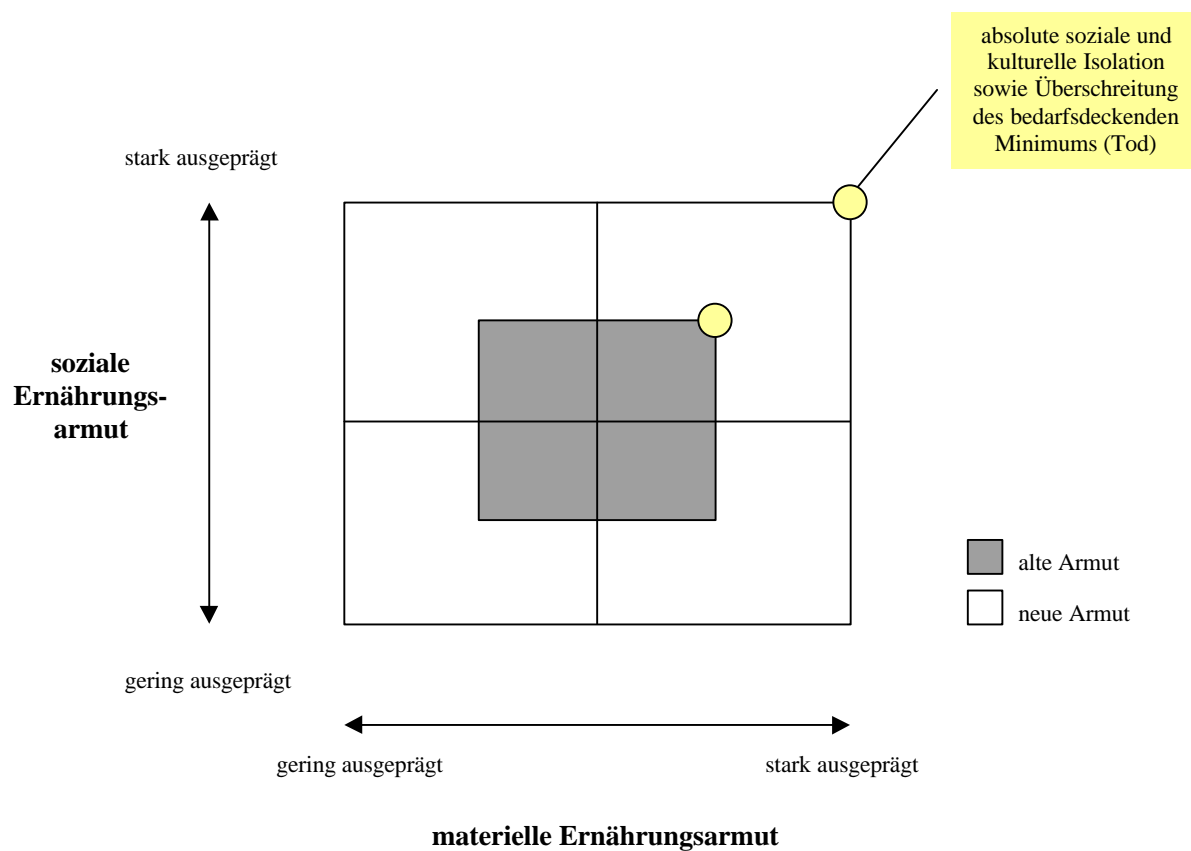 absolute soziale und
kulturelle Isolation
sowie Überschreitung
des bedarfsdeckenden
Minimums (Tod)
stark ausgeprägt
soziale
Ernährungs-
armut
alte Armut
neue Armut
gering ausgeprägt
gering ausgeprägt
stark ausgeprägt
materielle Ernährungsarmut